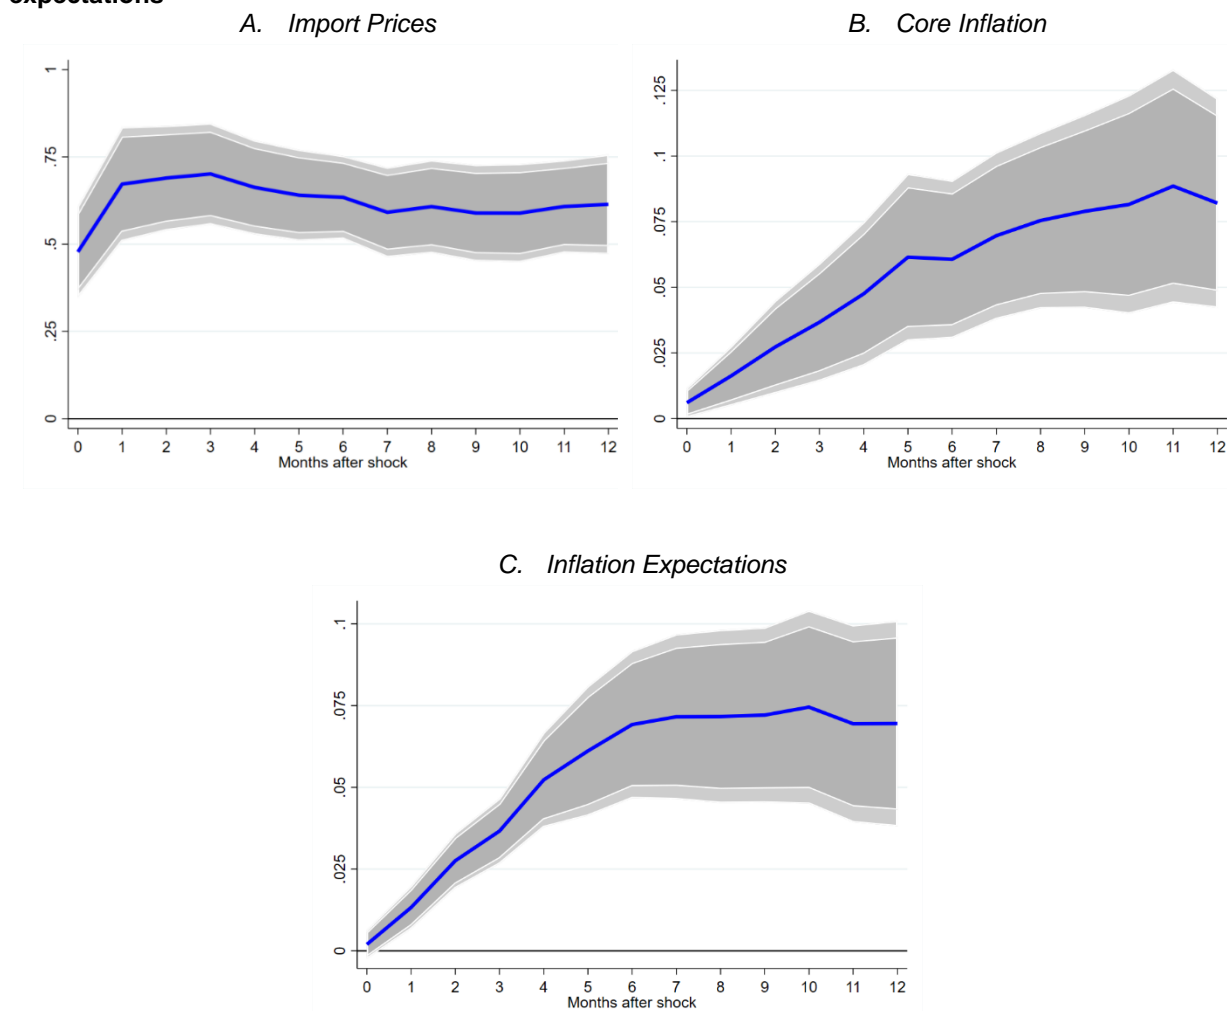 expectations
A. Import Prices
B. Core Inflation
1
.75
.5
.25
0
0 1 2 3 4 5 6 7 8 9 10 11 12
Months after shock
.125
.1
.075
.05
.025
0
0 1 2 3 4 5 6 7 8 9 10 11 12
Months after shock
C. Inflation Expectations
.1
.075
.05
.025
0
0 1 2 3 4 5 6 7 8 9 10 11 12
Months after shock